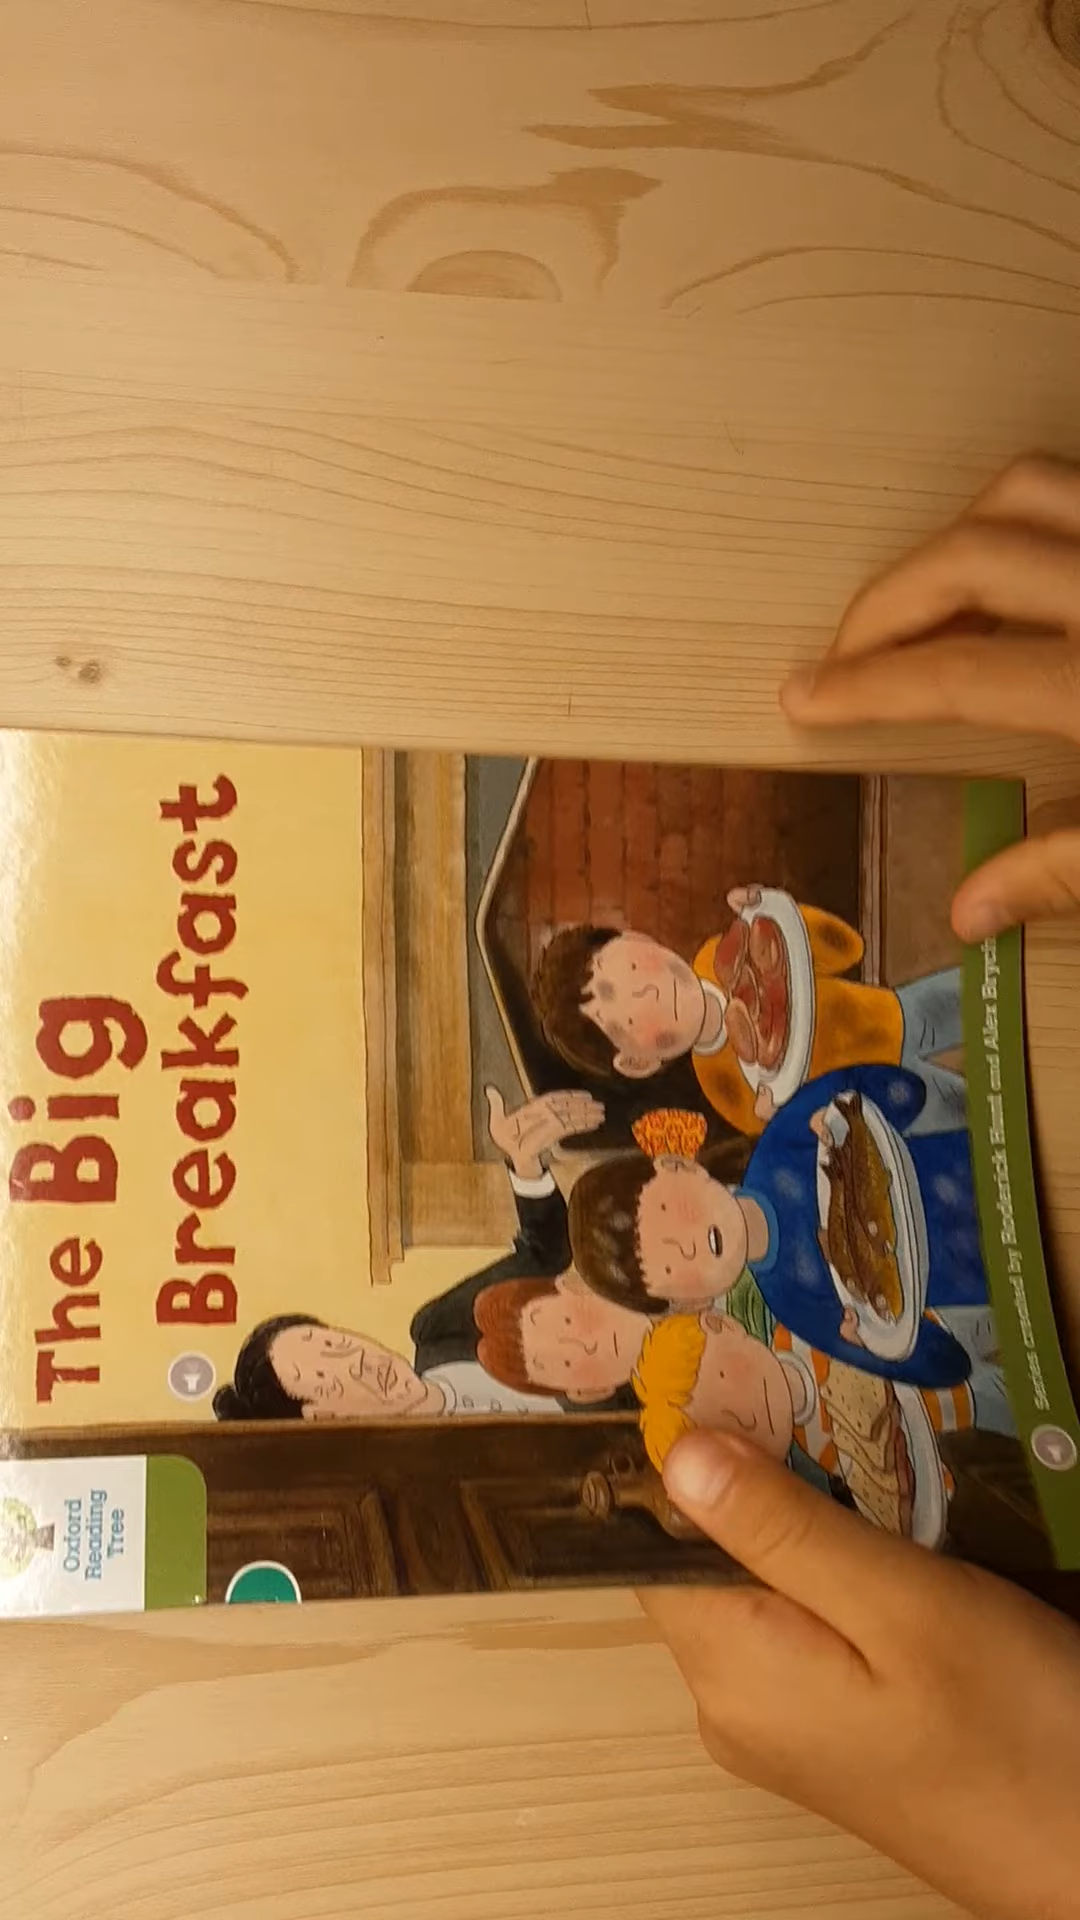 The Big
Breakfast
Oxford
Reading
Tree
Series created by Roderick Hunt and Alex Brych